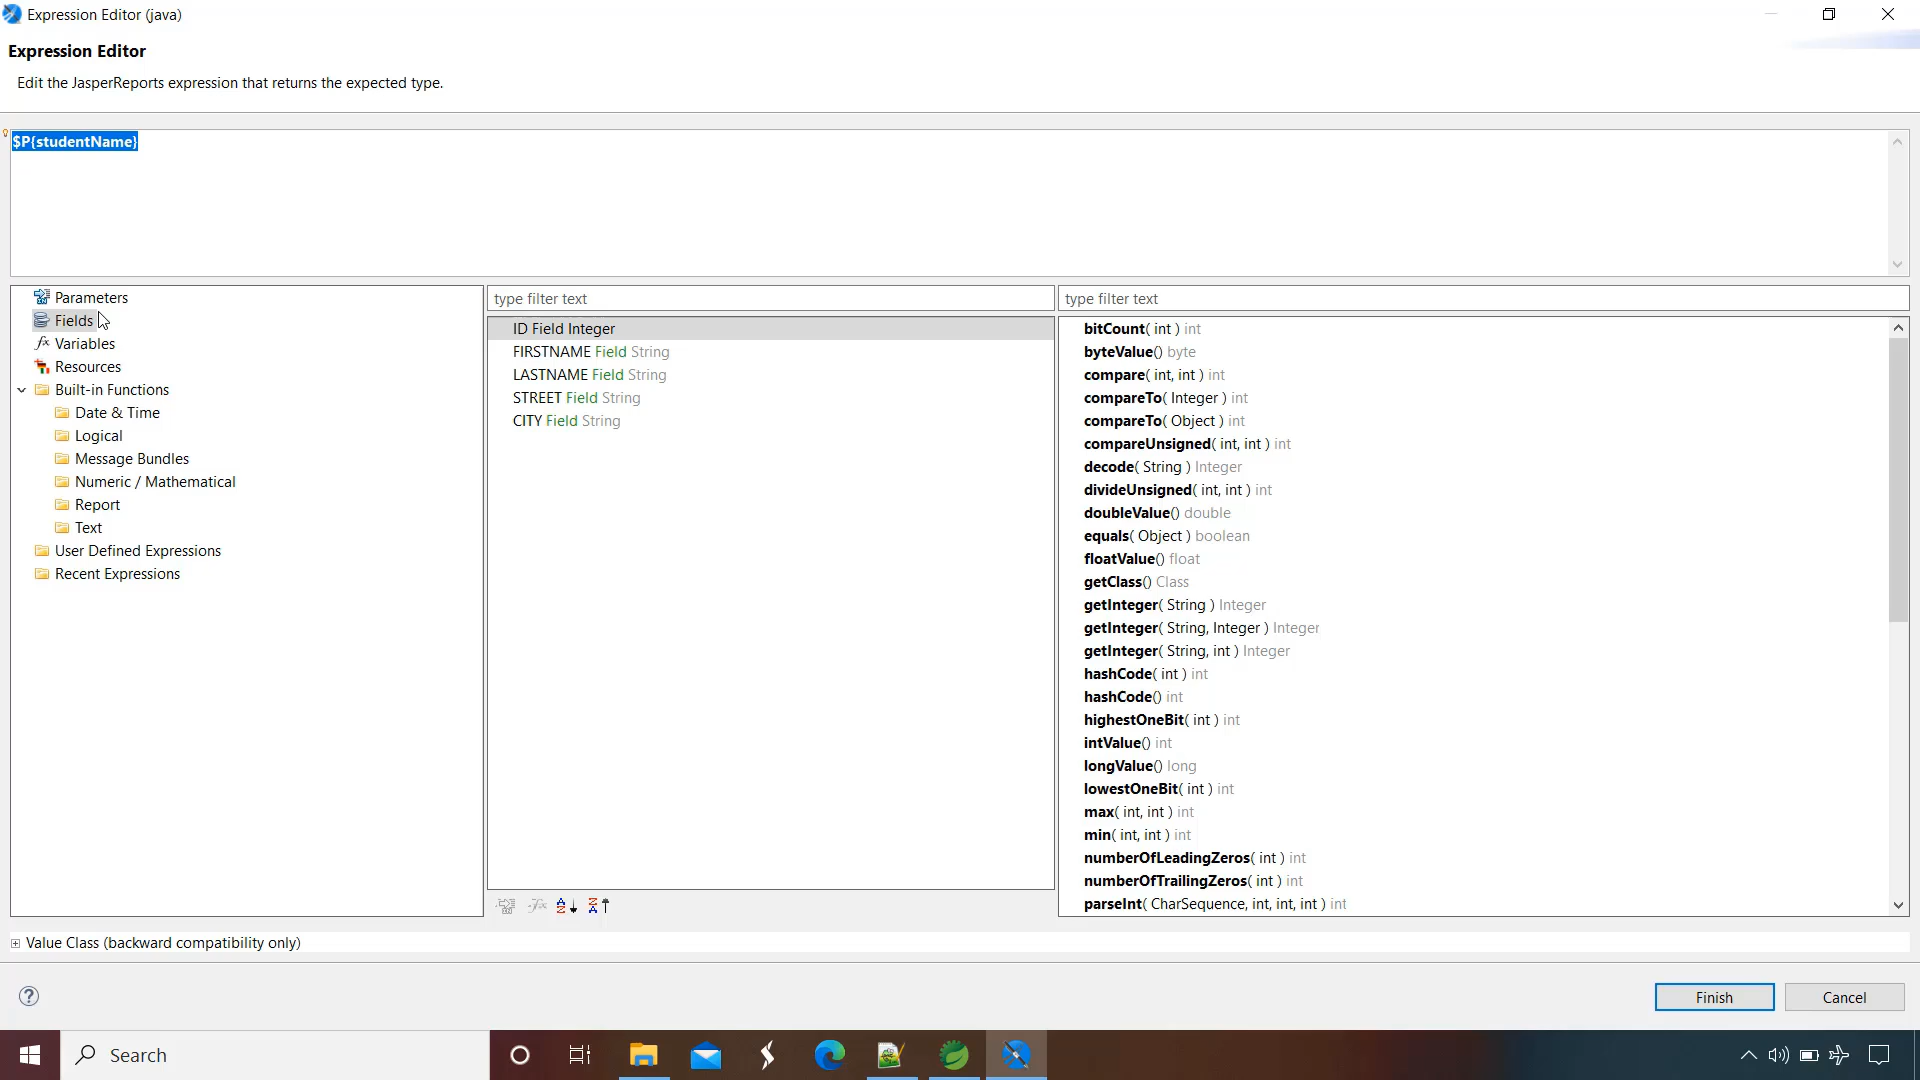 Expression Editor (java)
Expression Editor
Edit the JasperReports expression that returns the expected type.
$P{studentName}
Parameters
Fields
Variables
Resources
Built-in Functions
Date & Time
Logical
Message Bundles
Numeric / Mathematical
Report
Text
User Defined Expressions
Recent Expressions
type filter text
ID Field Integer
FIRSTNAME Field String
LASTNAME Field String
STREET Field String
CITY Field String
type filter text
bitCount( int ) int
byteValue() byte
compare( int, int ) int
compareTo( Integer ) int
compareTo( Object ) int
compareUnsigned( int, int ) int
decode( String ) Integer
divideUnsigned( int, int ) int
doubleValue() double
equals( Object ) boolean
floatValue() float
getClass() Class
getInteger( String ) Integer
getInteger( String, Integer ) Integer
getInteger( String, int ) Integer
hashCode( int ) int
hashCode() int
highestOneBit( int ) int
intValue() int
longValue() long
lowestOneBit( int ) int
max( int, int ) int
min( int, int ) int
numberOfLeadingZeros( int ) int
numberOfTrailingZeros( int ) int
parseInt( CharSequence, int, int, int ) int
Value Class (backward compatibility only)
Finish
Cancel
Search